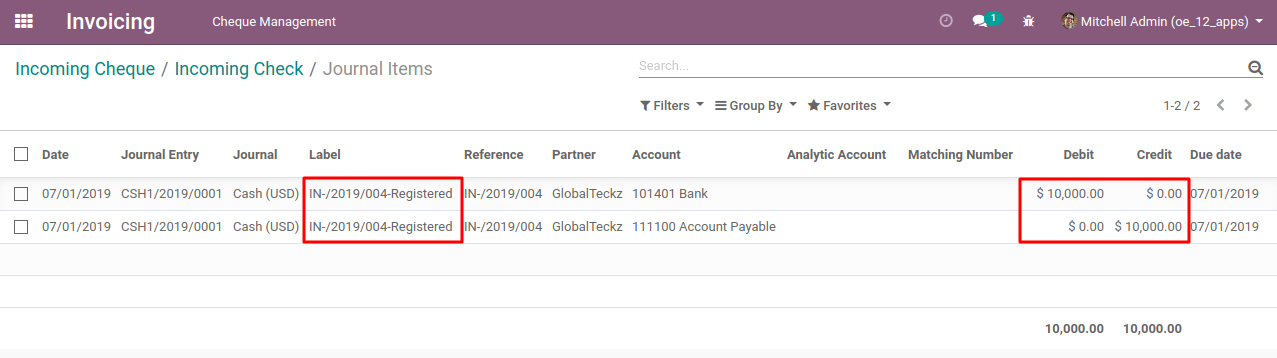 Invoicing Cheque Management 1 Mitchell Admin (oe_12_apps)
Incoming Cheque / Incoming Check / Journal Items Search...
Filters Group By Favorites 1-2 / 2
Date Journal Entry Journal Label Reference Partner Account Analytic Account Matching Number Debit Credit Due date
07/01/2019 CSH1/2019/0001 Cash (USD) IN-/2019/004-Registered IN-/2019/004 GlobalTeckz 101401 Bank $ 10,000.00 $ 0.00 07/01/2019
07/01/2019 CSH1/2019/0001 Cash (USD) IN-/2019/004-Registered IN-/2019/004 GlobalTeckz 111100 Account Payable $ 0.00 $ 10,000.00 07/01/2019
10,000.00 10,000.00